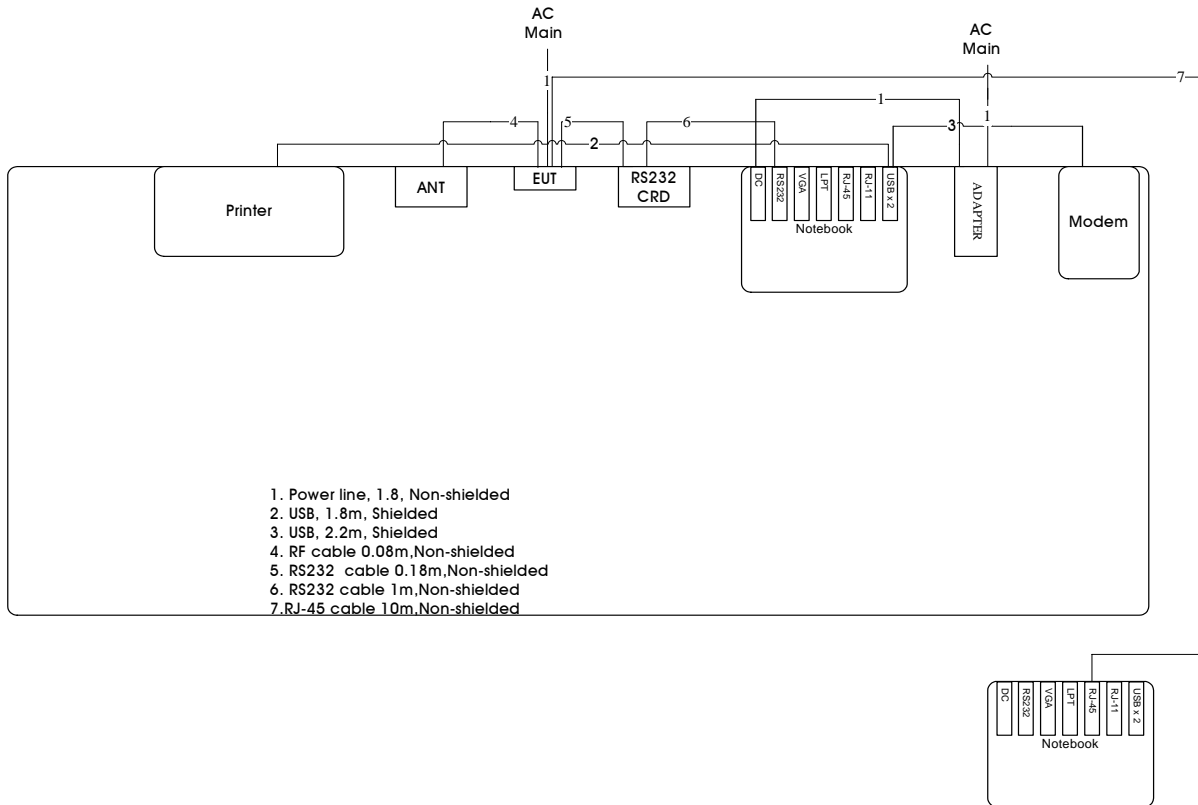 AC
Main
AC
Main
1
7
1
4
5
6
1
3
2
Printer
ANT
EUT
RS232
CRD
DC
RS232
VGA
LPT
RJ-45
RJ-11
USB x 2
Notebook
ADAPTER
Modem
1. Power line, 1.8, Non-shielded
2. USB, 1.8m, Shielded
3. USB, 2.2m, Shielded
4. RF cable 0.08m,Non-shielded
5. RS232 cable 0.18m,Non-shielded
6. RS232 cable 1m,Non-shielded
7.RJ-45 cable 10m,Non-shielded
DC
RS232
VGA
LPT
RJ-45
RJ-11
USB x 2
Notebook